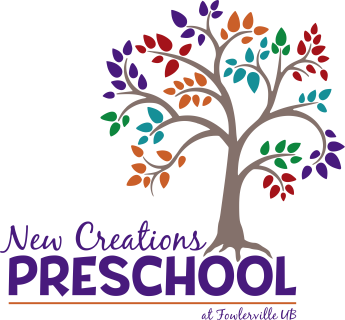 New Creations
PRESCHOOL
at Fowlerville UB